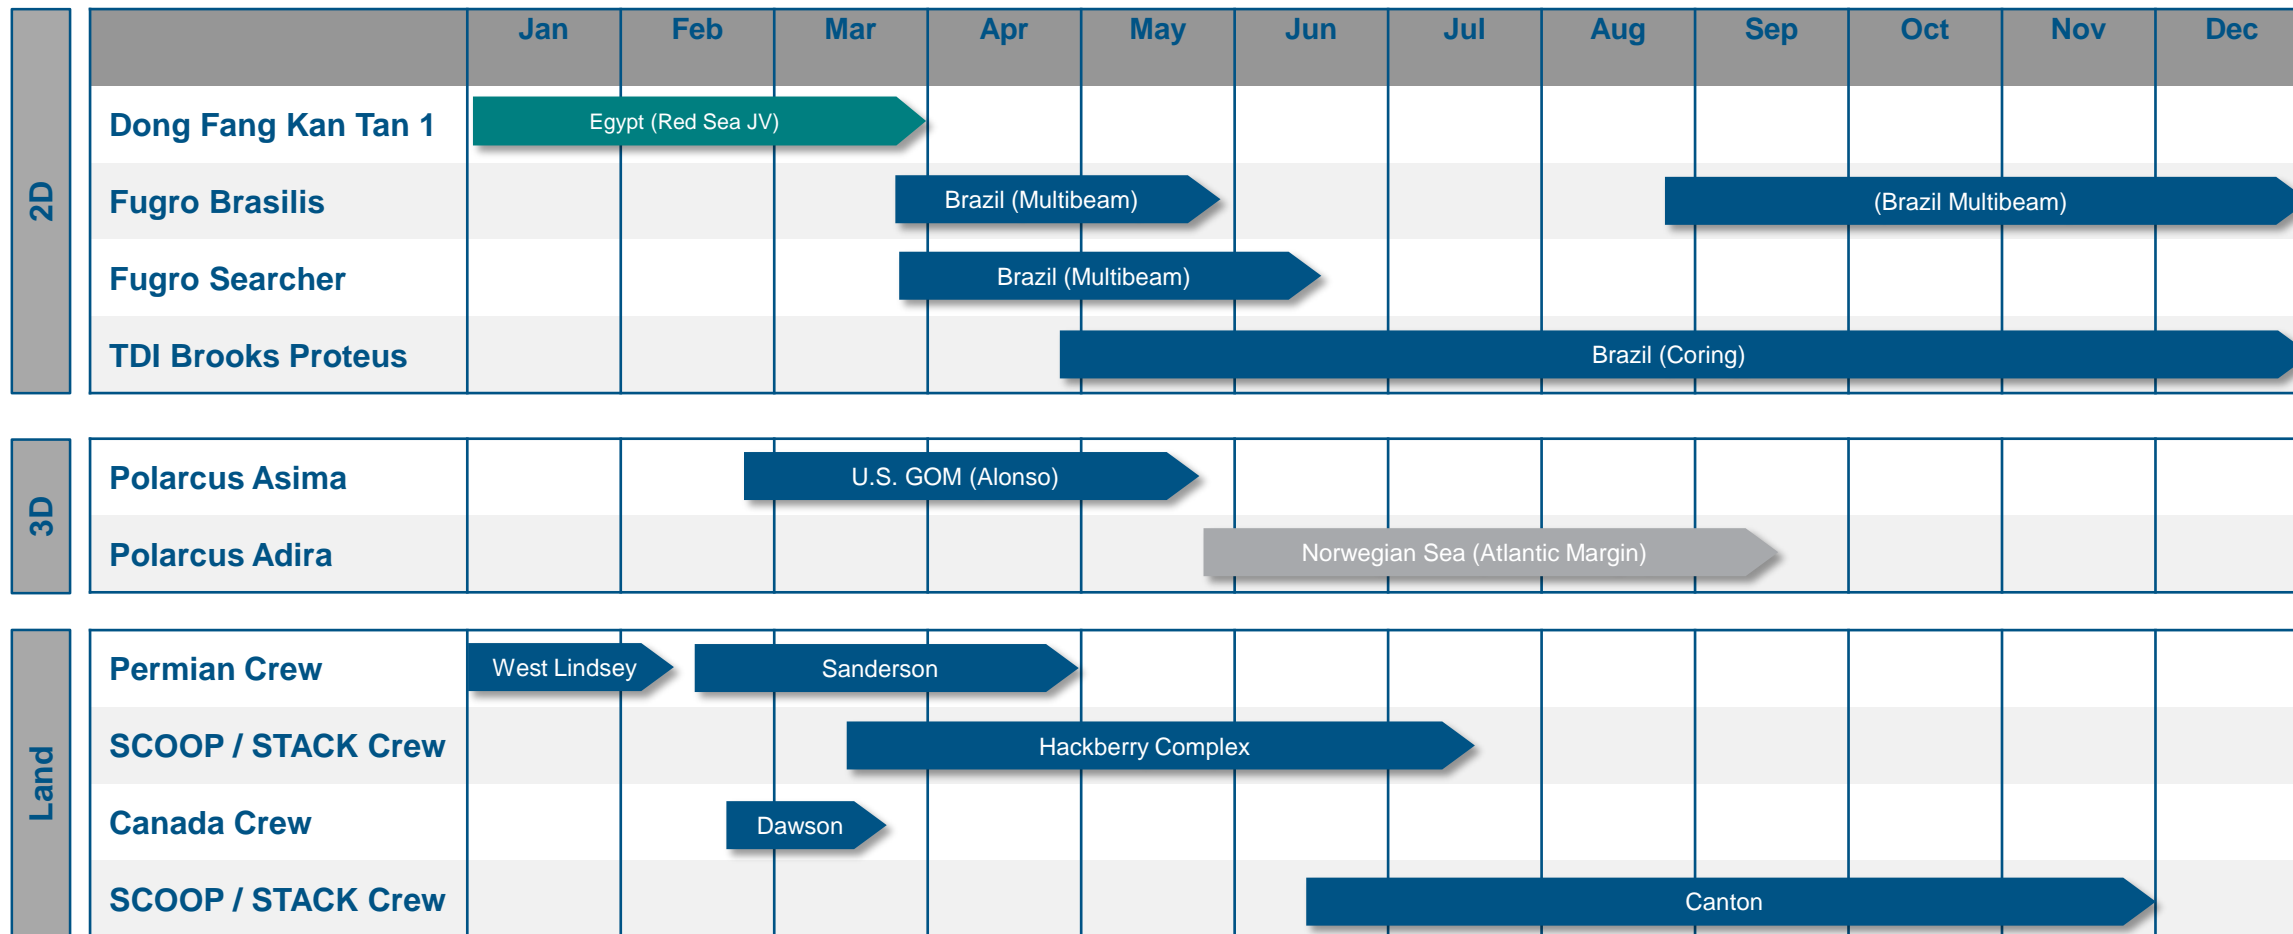 Jan Feb Mar Apr May Jun Jul Aug Sep Oct Nov Dec
2D
Dong Fang Kan Tan 1 Egypt (Red Sea JV)
Fugro Brasilis Brazil (Multibeam) (Brazil Multibeam)
Fugro Searcher Brazil (Multibeam)
TDI Brooks Proteus Brazil (Coring)
3D
Polarcus Asima U.S. GOM (Alonso)
Polarcus Adira Norwegian Sea (Atlantic Margin)
Land
Permian Crew West Lindsey Sanderson
SCOOP / STACK Crew Hackberry Complex
Canada Crew Dawson
SCOOP / STACK Crew Canton